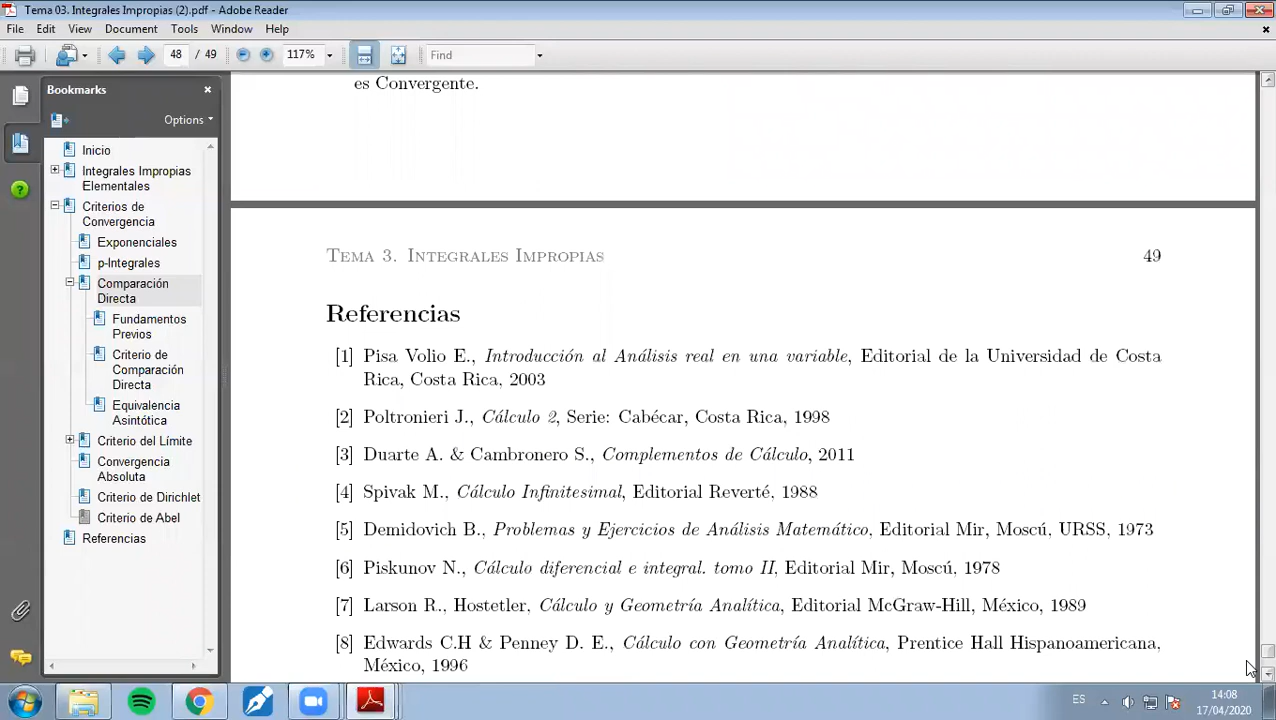 Tema 03. Integrales Impropias (2).pdf - Adobe Reader
File Edit View Document Tools Window Help
48 / 49 117% Find
Bookmarks
Options
Inicio
Integrales Impropias
Elementales
Criterios de
Convergencia
Exponenciales
p-Integrales
Comparación
Directa
Fundamentos
Previos
Criterio de
Comparación
Directa
Equivalencia
Asintótica
Criterio del Límite
Convergencia
Absoluta
Criterio de Dirichlet
Criterio de Abel
Referencias
es Convergente.
Tema 3. Integrales Impropias 49
Referencias
[1] Pisa Volio E., Introducción al Análisis real en una variable, Editorial de la Universidad de Costa
Rica, Costa Rica, 2003
[2] Poltronieri J., Cálculo 2, Serie: Cabécar, Costa Rica, 1998
[3] Duarte A. & Cambronero S., Complementos de Cálculo, 2011
[4] Spivak M., Cálculo Infinitesimal, Editorial Reverté, 1988
[5] Demidovich B., Problemas y Ejercicios de Análisis Matemático, Editorial Mir, Moscú, URSS, 1973
[6] Piskunov N., Cálculo diferencial e integral. tomo II, Editorial Mir, Moscú, 1978
[7] Larson R., Hostetler, Cálculo y Geometría Analítica, Editorial McGraw-Hill, México, 1989
[8] Edwards C.H & Penney D. E., Cálculo con Geometría Analítica, Prentice Hall Hispanoamericana,
México, 1996
ES
14:08
17/04/2020